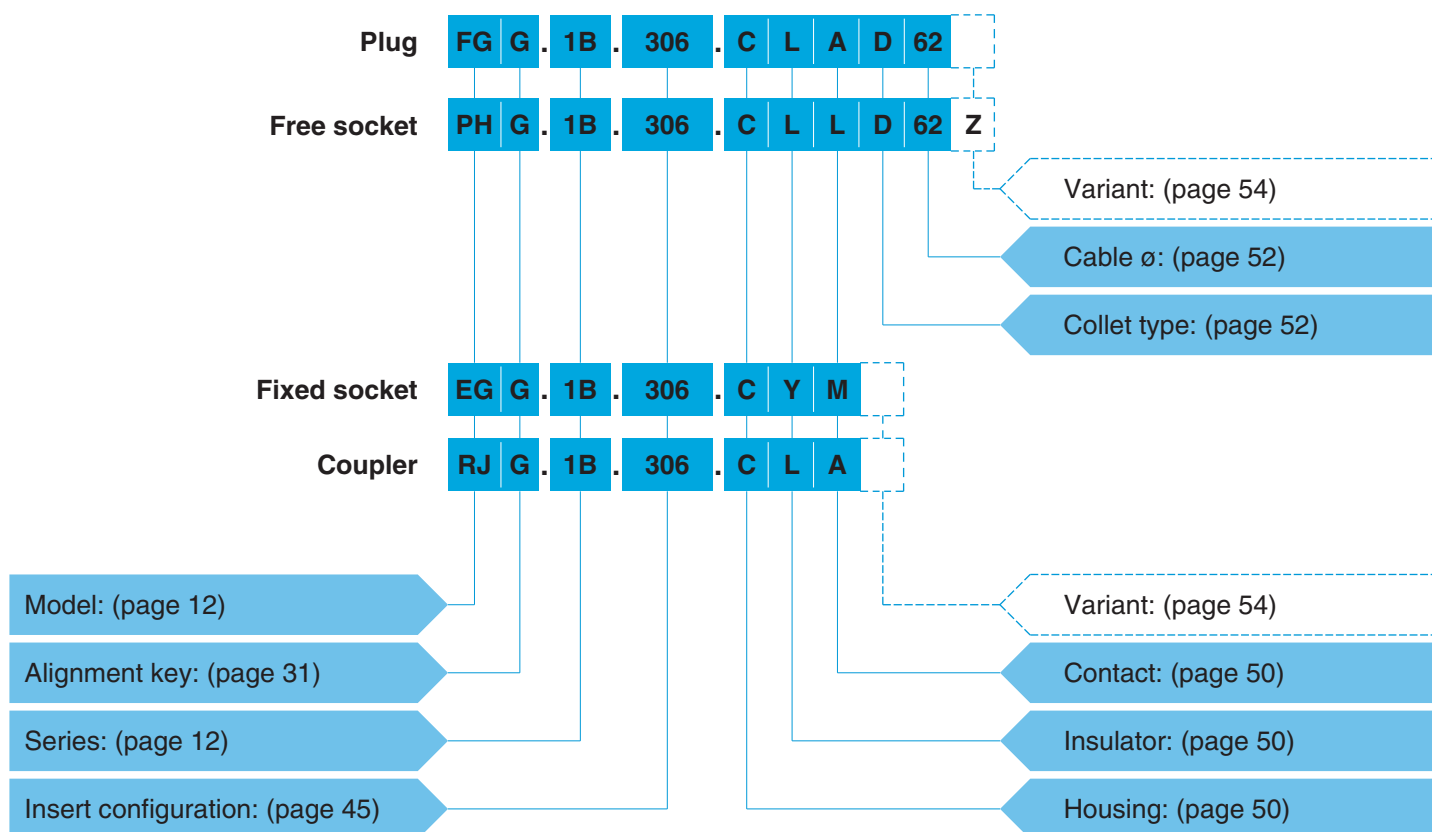 Plug FG G . 1B . 306 . C L A D 62
Free socket PH G . 1B . 306 . C L L D 62 Z
Variant: (page 54)
Cable ø: (page 52)
Collet type: (page 52)
Fixed socket EG G . 1B . 306 . C Y M
Coupler RJ G . 1B . 306 . C L A
Model: (page 12)
Variant: (page 54)
Alignment key: (page 31)
Contact: (page 50)
Series: (page 12)
Insulator: (page 50)
Insert configuration: (page 45)
Housing: (page 50)